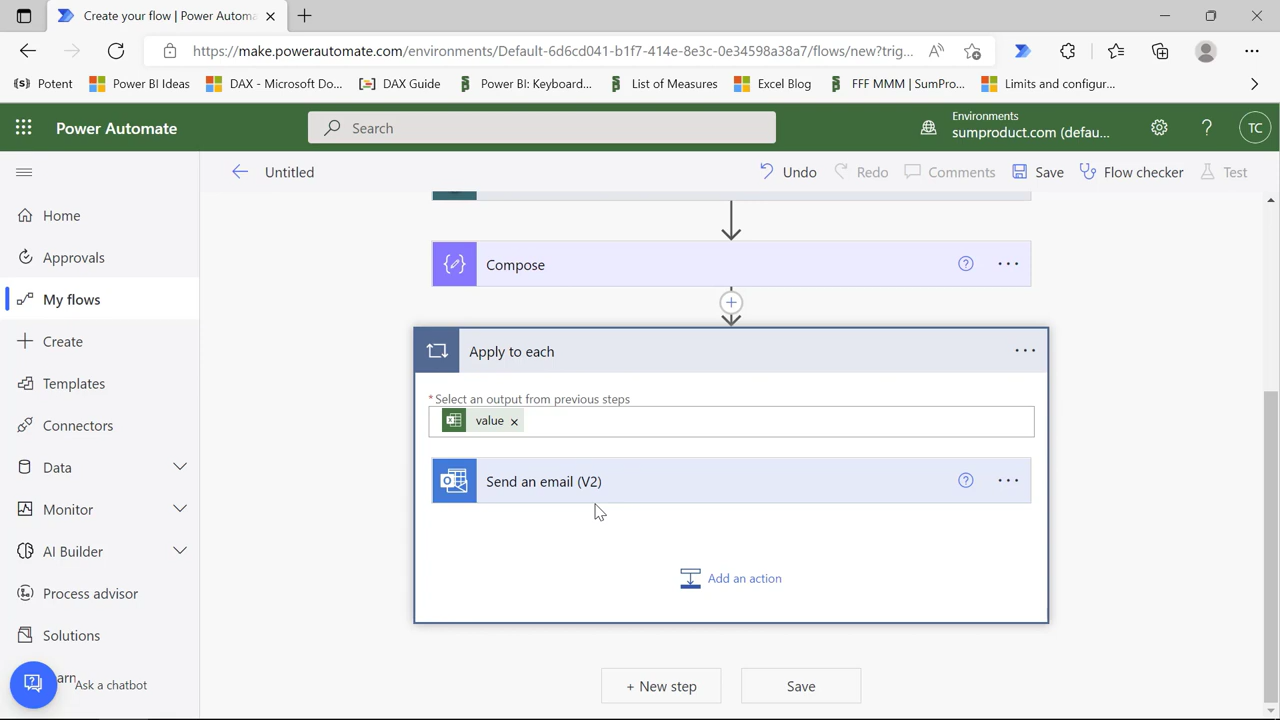 Create your flow | Power Automa
https://make.powerautomate.com/environments/Default-6d6cd041-b1f7-414e-8e3c-0e34598a38a7/flows/new?trig...
Potent
Power BI Ideas
DAX - Microsoft Do...
DAX Guide
Power BI: Keyboard...
List of Measures
Excel Blog
FFF MMM | SumPro...
Limits and configur...
Power Automate
Search
Environments
sumproduct.com (defau...
TC
Untitled
Undo
Redo
Comments
Save
Flow checker
Test
Home
Approvals
My flows
Create
Templates
Connectors
Data
Monitor
AI Builder
Process advisor
Solutions
Ask a chatbot
Compose
Apply to each
* Select an output from previous steps
value
Send an email (V2)
Add an action
+ New step
Save